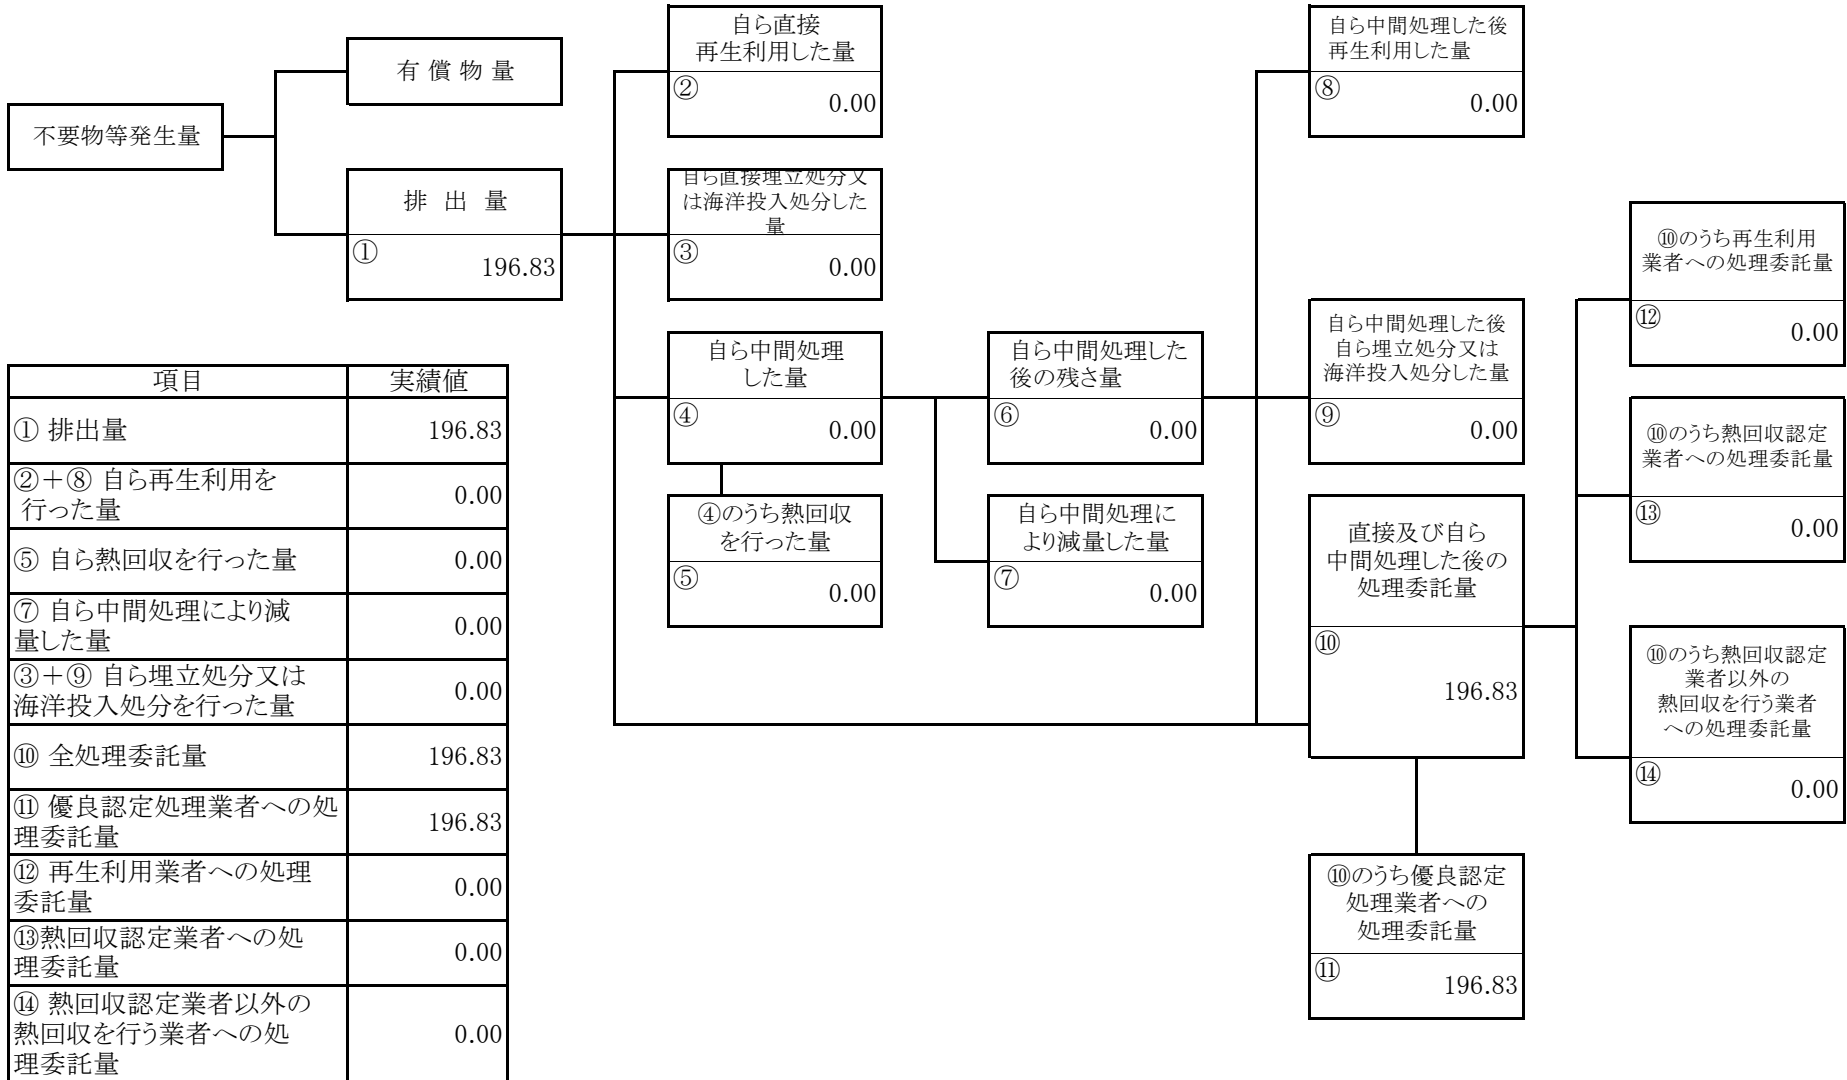 不要物等発生量
有 償 物 量
排 出 量
①
196.83
自ら直接
再生利用した量
②
0.00
自ら直接埋立処分又
は海洋投入処分した
量
③
0.00
自ら中間処理
した量
④
0.00
④のうち熱回収
を行った量
⑤
0.00
自ら中間処理した
後の残さ量
⑥
0.00
自ら中間処理に
より減量した量
⑦
0.00
自ら中間処理した後
再生利用した量
⑧
0.00
自ら中間処理した後
自ら埋立処分又は
海洋投入処分した量
⑨
0.00
直接及び自ら
中間処理した後の
処理委託量
⑩
196.83
⑩のうち優良認定
処理業者への
処理委託量
⑪
196.83
⑩のうち再生利用
業者への処理委託量
⑫
0.00
⑩のうち熱回収認定
業者への処理委託量
⑬
0.00
⑩のうち熱回収認定
業者以外の
熱回収を行う業者
への処理委託量
⑭
0.00
項目 実績値
① 排出量 196.83
②＋⑧ 自ら再生利用を
行った量 0.00
⑤ 自ら熱回収を行った量 0.00
⑦ 自ら中間処理により減
量した量 0.00
③＋⑨ 自ら埋立処分又は
海洋投入処分を行った量 0.00
⑩ 全処理委託量 196.83
⑪ 優良認定処理業者への処
理委託量 196.83
⑫ 再生利用業者への処理
委託量 0.00
⑬熱回収認定業者への処
理委託量 0.00
⑭ 熱回収認定業者以外の
熱回収を行う業者への処
理委託量 0.00